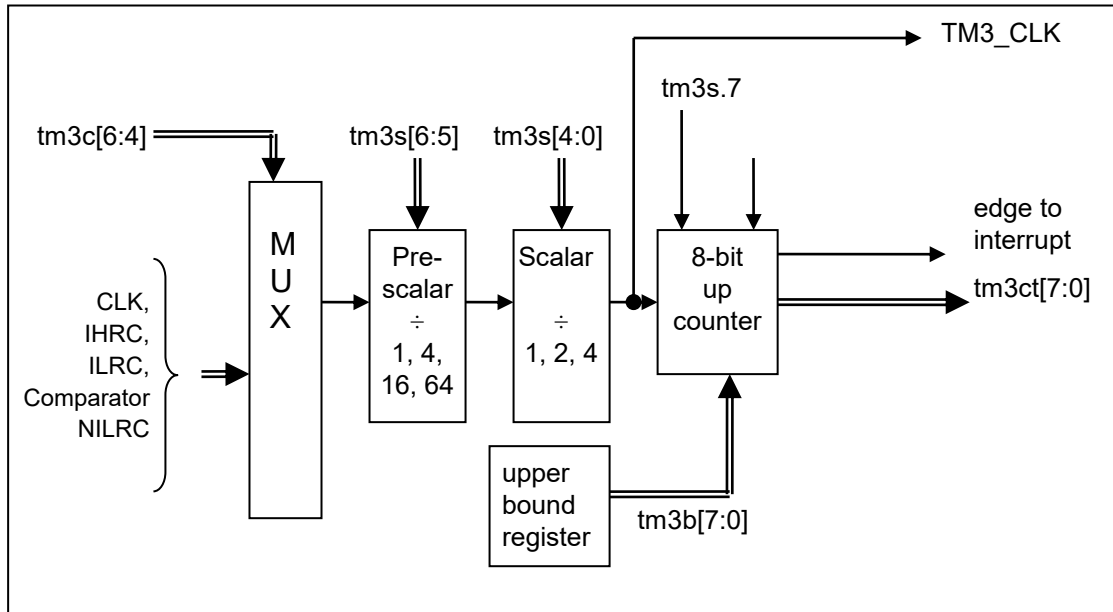 TM3_CLK
tm3s.7
tm3c[6:4]
tm3s[6:5]
tm3s[4:0]
M
U
X
Pre-
scalar
÷
1, 4,
16, 64
Scalar
÷
1, 2, 4
8-bit
up
counter
edge to
interrupt
tm3ct[7:0]
CLK,
IHRC,
ILRC,
Comparator
NILRC
upper
bound
register
tm3b[7:0]